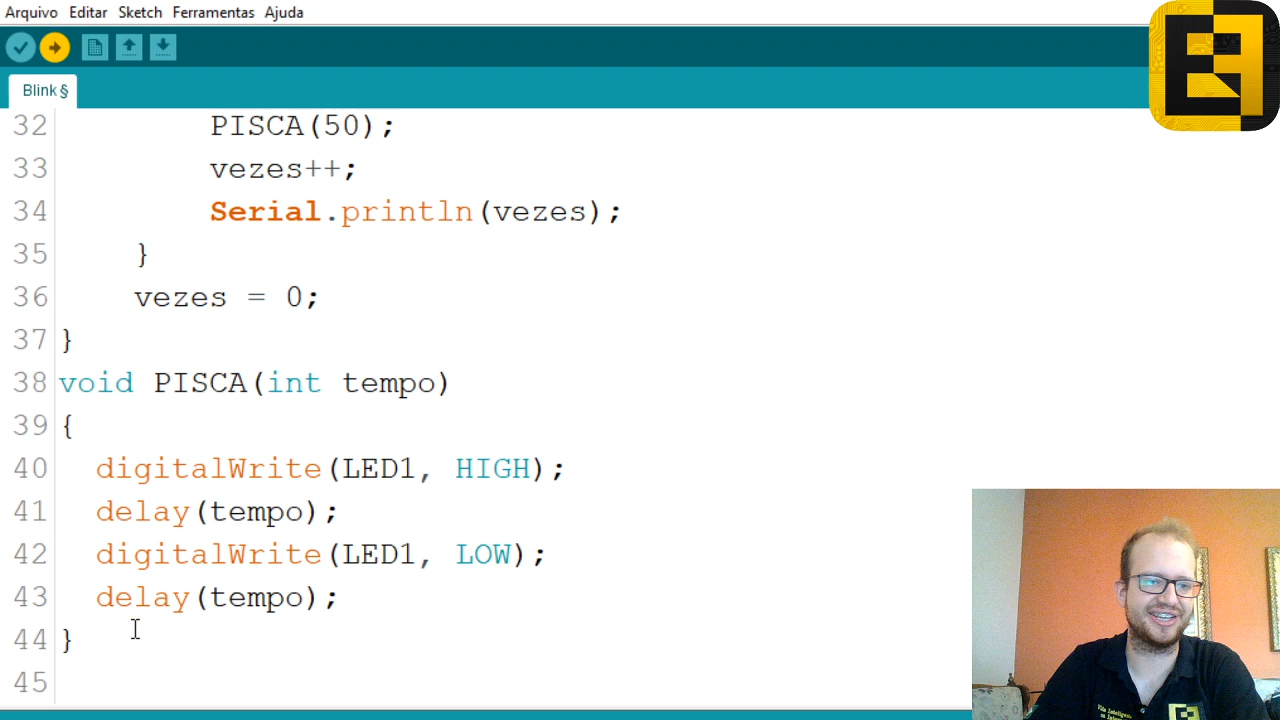 Arquivo Editar Sketch Ferramentas Ajuda
Blink §
32 PISCA(50);
33 vezes++;
34 Serial.println(vezes);
35 }
36 vezes = 0;
37 }
38 void PISCA(int tempo)
39 {
40 digitalWrite(LED1, HIGH);
41 delay(tempo);
42 digitalWrite(LED1, LOW);
43 delay(tempo);
44 }
45